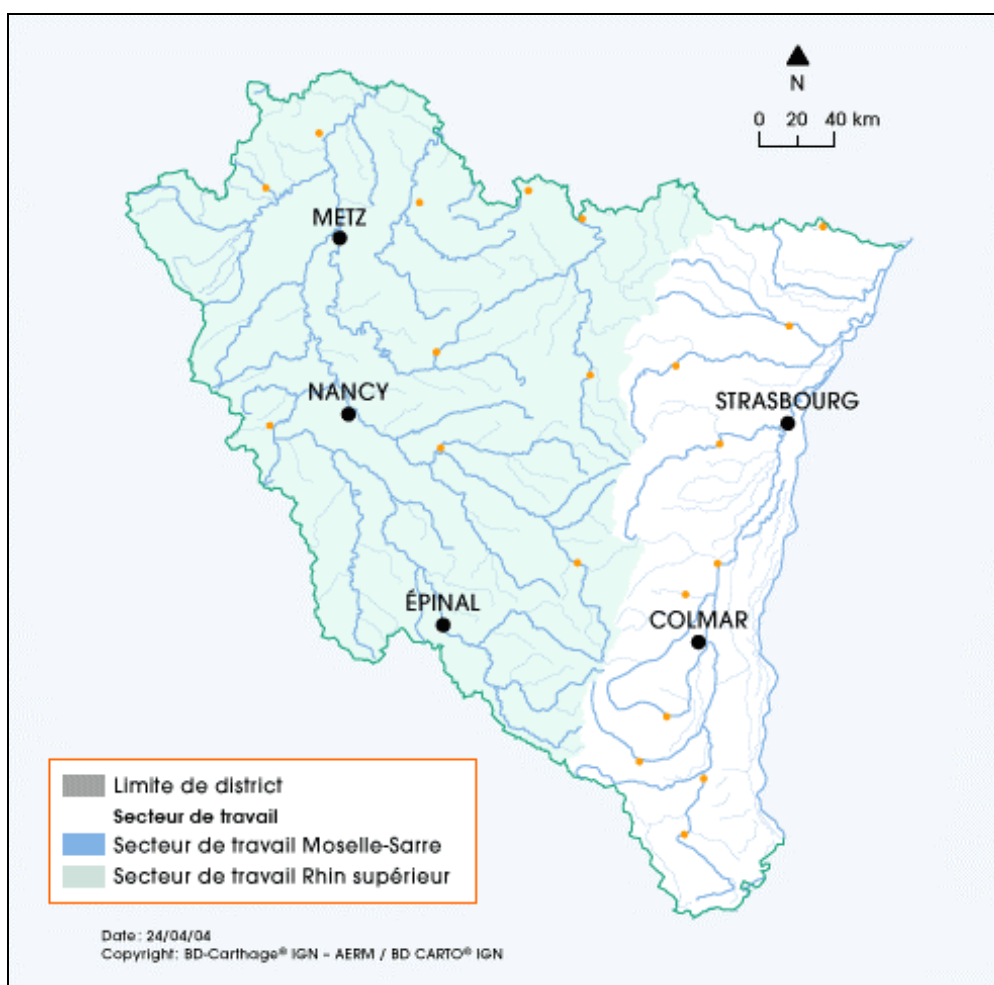 N
0 20 40 km
METZ
NANCY
STRASBOURG
ÉPINAL
COLMAR
Limite de district
Secteur de travail
Secteur de travail Moselle-Sarre
Secteur de travail Rhin supérieur
Date: 24/04/04
Copyright: BD-Carthage® IGN – AERM / BD CARTO® IGN